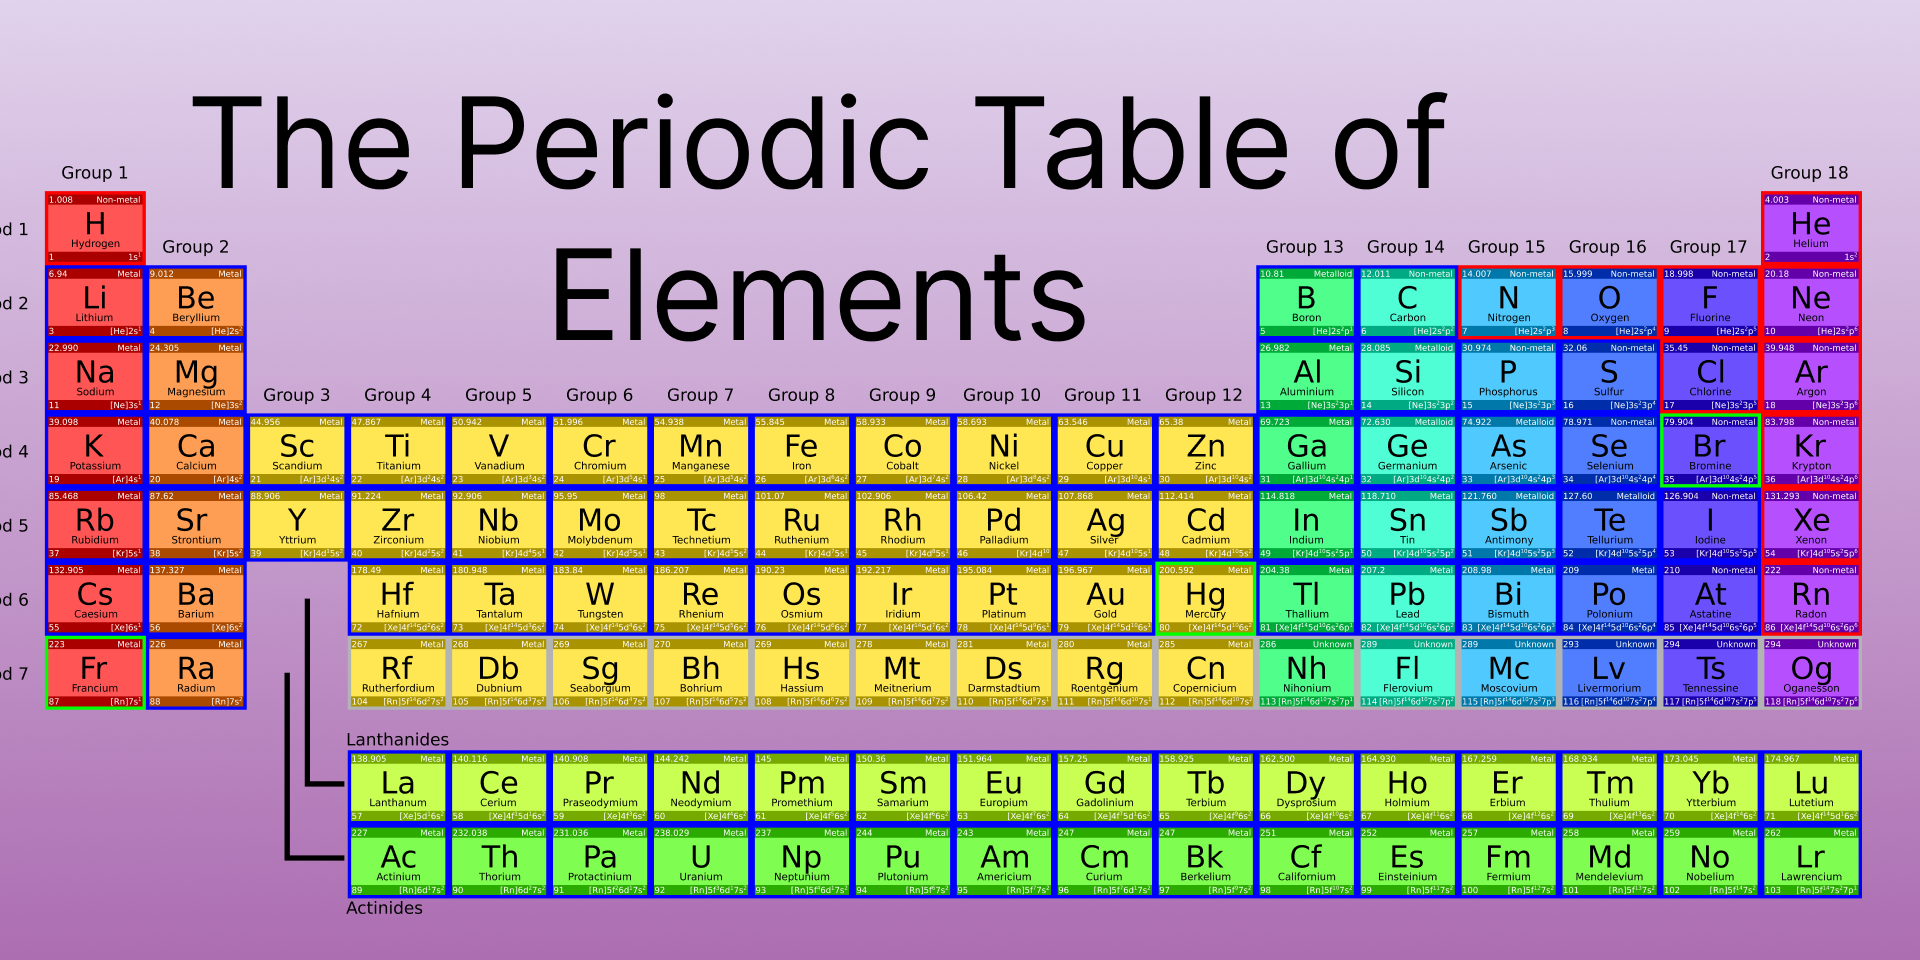 The Periodic Table of
Elements
Group 1 Group 18
1.008 Non-metal 4.003 Non-metal
od 1 H He
Hydrogen Helium
1 1s¹ 2 1s²
Group 2 Group 13 Group 14 Group 15 Group 16 Group 17
6.94 Metal 9.012 Metal 10.81 Metalloid 12.011 Non-metal 14.007 Non-metal 15.999 Non-metal 18.998 Non-metal 20.18 Non-metal
od 2 Li Be B C N O F Ne
Lithium Beryllium Boron Carbon Nitrogen Oxygen Fluorine Neon
3 [He]2s¹ 4 [He]2s² 5 [He]2s²p¹ 6 [He]2s²p² 7 [He]2s²p³ 8 [He]2s²p⁴ 9 [He]2s²p⁵ 10 [He]2s²p⁶
22.990 Metal 24.305 Metal 26.982 Metal 28.085 Metalloid 30.974 Non-metal 32.06 Non-metal 35.45 Non-metal 39.948 Non-metal
od 3 Na Mg Al Si P S Cl Ar
Sodium Magnesium Aluminium Silicon Phosphorus Sulfur Chlorine Argon
11 [Ne]3s¹ 12 [Ne]3s² 13 [Ne]3s²3p¹ 14 [Ne]3s²3p² 15 [Ne]3s²3p³ 16 [Ne]3s²3p⁴ 17 [Ne]3s²3p⁵ 18 [Ne]3s²3p⁶
Group 3 Group 4 Group 5 Group 6 Group 7 Group 8 Group 9 Group 10 Group 11 Group 12
39.098 Metal 40.078 Metal 44.956 Metal 47.867 Metal 50.942 Metal 51.996 Metal 54.938 Metal 55.845 Metal 58.933 Metal 58.693 Metal 63.546 Metal 65.38 Metal 69.723 Metal 72.630 Metalloid 74.922 Metalloid 78.971 Non-metal 79.904 Non-metal 83.798 Non-metal
od 4 K Ca Sc Ti V Cr Mn Fe Co Ni Cu Zn Ga Ge As Se Br Kr
Potassium Calcium Scandium Titanium Vanadium Chromium Manganese Iron Cobalt Nickel Copper Zinc Gallium Germanium Arsenic Selenium Bromine Krypton
19 [Ar]4s¹ 20 [Ar]4s² 21 [Ar]3d¹4s² 22 [Ar]3d²4s² 23 [Ar]3d³4s² 24 [Ar]3d⁵4s¹ 25 [Ar]3d⁵4s² 26 [Ar]3d⁶4s² 27 [Ar]3d⁷4s² 28 [Ar]3d⁸4s² 29 [Ar]3d¹⁰4s¹ 30 [Ar]3d¹⁰4s² 31 [Ar]3d¹⁰4s²4p¹ 32 [Ar]3d¹⁰4s²4p² 33 [Ar]3d¹⁰4s²4p³ 34 [Ar]3d¹⁰4s²4p⁴ 35 [Ar]3d¹⁰4s²4p⁵ 36 [Ar]3d¹⁰4s²4p⁶
85.468 Metal 87.62 Metal 88.906 Metal 91.224 Metal 92.906 Metal 95.95 Metal 98 Metal 101.07 Metal 102.906 Metal 106.42 Metal 107.868 Metal 112.414 Metal 114.818 Metal 118.710 Metal 121.760 Metalloid 127.60 Metalloid 126.904 Non-metal 131.293 Non-metal
od 5 Rb Sr Y Zr Nb Mo Tc Ru Rh Pd Ag Cd In Sn Sb Te I Xe
Rubidium Strontium Yttrium Zirconium Niobium Molybdenum Technetium Ruthenium Rhodium Palladium Silver Cadmium Indium Tin Antimony Tellurium Iodine Xenon
37 [Kr]5s¹ 38 [Kr]5s² 39 [Kr]4d¹5s² 40 [Kr]4d²5s² 41 [Kr]4d⁴5s¹ 42 [Kr]4d⁵5s¹ 43 [Kr]4d⁵5s² 44 [Kr]4d⁷5s¹ 45 [Kr]4d⁸5s¹ 46 [Kr]4d¹⁰ 47 [Kr]4d¹⁰5s¹ 48 [Kr]4d¹⁰5s² 49 [Kr]4d¹⁰5s²5p¹ 50 [Kr]4d¹⁰5s²5p² 51 [Kr]4d¹⁰5s²5p³ 52 [Kr]4d¹⁰5s²5p⁴ 53 [Kr]4d¹⁰5s²5p⁵ 54 [Kr]4d¹⁰5s²5p⁶
132.905 Metal 137.327 Metal 178.49 Metal 180.948 Metal 183.84 Metal 186.207 Metal 190.23 Metal 192.217 Metal 195.084 Metal 196.967 Metal 200.592 Metal 204.38 Metal 207.2 Metal 208.98 Metal 209 Metal 210 Non-metal 222 Non-metal
od 6 Cs Ba Hf Ta W Re Os Ir Pt Au Hg Tl Pb Bi Po At Rn
Caesium Barium Hafnium Tantalum Tungsten Rhenium Osmium Iridium Platinum Gold Mercury Thallium Lead Bismuth Polonium Astatine Radon
55 [Xe]6s¹ 56 [Xe]6s² 72 [Xe]4f¹⁴5d²6s² 73 [Xe]4f¹⁴5d³6s² 74 [Xe]4f¹⁴5d⁴6s² 75 [Xe]4f¹⁴5d⁵6s² 76 [Xe]4f¹⁴5d⁶6s² 77 [Xe]4f¹⁴5d⁷6s² 78 [Xe]4f¹⁴5d⁹6s¹ 79 [Xe]4f¹⁴5d¹⁰6s¹ 80 [Xe]4f¹⁴5d¹⁰6s² 81 [Xe]4f¹⁴5d¹⁰6s²6p¹ 82 [Xe]4f¹⁴5d¹⁰6s²6p² 83 [Xe]4f¹⁴5d¹⁰6s²6p³ 84 [Xe]4f¹⁴5d¹⁰6s²6p⁴ 85 [Xe]4f¹⁴5d¹⁰6s²6p⁵ 86 [Xe]4f¹⁴5d¹⁰6s²6p⁶
223 Metal 226 Metal 267 Metal 268 Metal 269 Metal 270 Metal 269 Metal 278 Metal 281 Metal 282 Metal 285 Metal 286 Unknown 289 Unknown 289 Unknown 293 Unknown 294 Unknown 294 Unknown
od 7 Fr Ra Rf Db Sg Bh Hs Mt Ds Rg Cn Nh Fl Mc Lv Ts Og
Francium Radium Rutherfordium Dubnium Seaborgium Bohrium Hassium Meitnerium Darmstadtium Roentgenium Copernicium Nihonium Flerovium Moscovium Livermorium Tennessine Oganesson
87 [Rn]7s¹ 88 [Rn]7s² 104 [Rn]5f¹⁴6d²7s² 105 [Rn]5f¹⁴6d³7s² 106 [Rn]5f¹⁴6d⁴7s² 107 [Rn]5f¹⁴6d⁵7s² 108 [Rn]5f¹⁴6d⁶7s² 109 [Rn]5f¹⁴6d⁷7s² 110 [Rn]5f¹⁴6d⁸7s² 111 [Rn]5f¹⁴6d⁹7s² 112 [Rn]5f¹⁴6d¹⁰7s² 113 [Rn]5f¹⁴6d¹⁰7s²7p¹ 114 [Rn]5f¹⁴6d¹⁰7s²7p² 115 [Rn]5f¹⁴6d¹⁰7s²7p³ 116 [Rn]5f¹⁴6d¹⁰7s²7p⁴ 117 [Rn]5f¹⁴6d¹⁰7s²7p⁵ 118 [Rn]5f¹⁴6d¹⁰7s²7p⁶
Lanthanides
138.905 Metal 140.116 Metal 140.908 Metal 144.242 Metal 145 Metal 150.36 Metal 151.964 Metal 157.25 Metal 158.925 Metal 162.500 Metal 164.930 Metal 167.259 Metal 168.934 Metal 173.045 Metal 174.967 Metal
La Ce Pr Nd Pm Sm Eu Gd Tb Dy Ho Er Tm Yb Lu
Lanthanum Cerium Praseodymium Neodymium Promethium Samarium Europium Gadolinium Terbium Dysprosium Holmium Erbium Thulium Ytterbium Lutetium
57 [Xe]5d¹6s² 58 [Xe]4f¹5d¹6s² 59 [Xe]4f³6s² 60 [Xe]4f⁴6s² 61 [Xe]4f⁵6s² 62 [Xe]4f⁶6s² 63 [Xe]4f⁷6s² 64 [Xe]4f⁷5d¹6s² 65 [Xe]4f⁹6s² 66 [Xe]4f¹⁰6s² 67 [Xe]4f¹¹6s² 68 [Xe]4f¹²6s² 69 [Xe]4f¹³6s² 70 [Xe]4f¹⁴6s² 71 [Xe]4f¹⁴5d¹6s²
227 Metal 232.038 Metal 231.036 Metal 238.029 Metal 237 Metal 244 Metal 243 Metal 247 Metal 247 Metal 251 Metal 252 Metal 257 Metal 258 Metal 259 Metal 262 Metal
Ac Th Pa U Np Pu Am Cm Bk Cf Es Fm Md No Lr
Actinium Thorium Protactinium Uranium Neptunium Plutonium Americium Curium Berkelium Californium Einsteinium Fermium Mendelevium Nobelium Lawrencium
89 [Rn]6d¹7s² 90 [Rn]6d²7s² 91 [Rn]5f²6d¹7s² 92 [Rn]5f³6d¹7s² 93 [Rn]5f⁴6d¹7s² 94 [Rn]5f⁶7s² 95 [Rn]5f⁷7s² 96 [Rn]5f⁷6d¹7s² 97 [Rn]5f⁹7s² 98 [Rn]5f¹⁰7s² 99 [Rn]5f¹¹7s² 100 [Rn]5f¹²7s² 101 [Rn]5f¹³7s² 102 [Rn]5f¹⁴7s² 103 [Rn]5f¹⁴7s²7p¹
Actinides